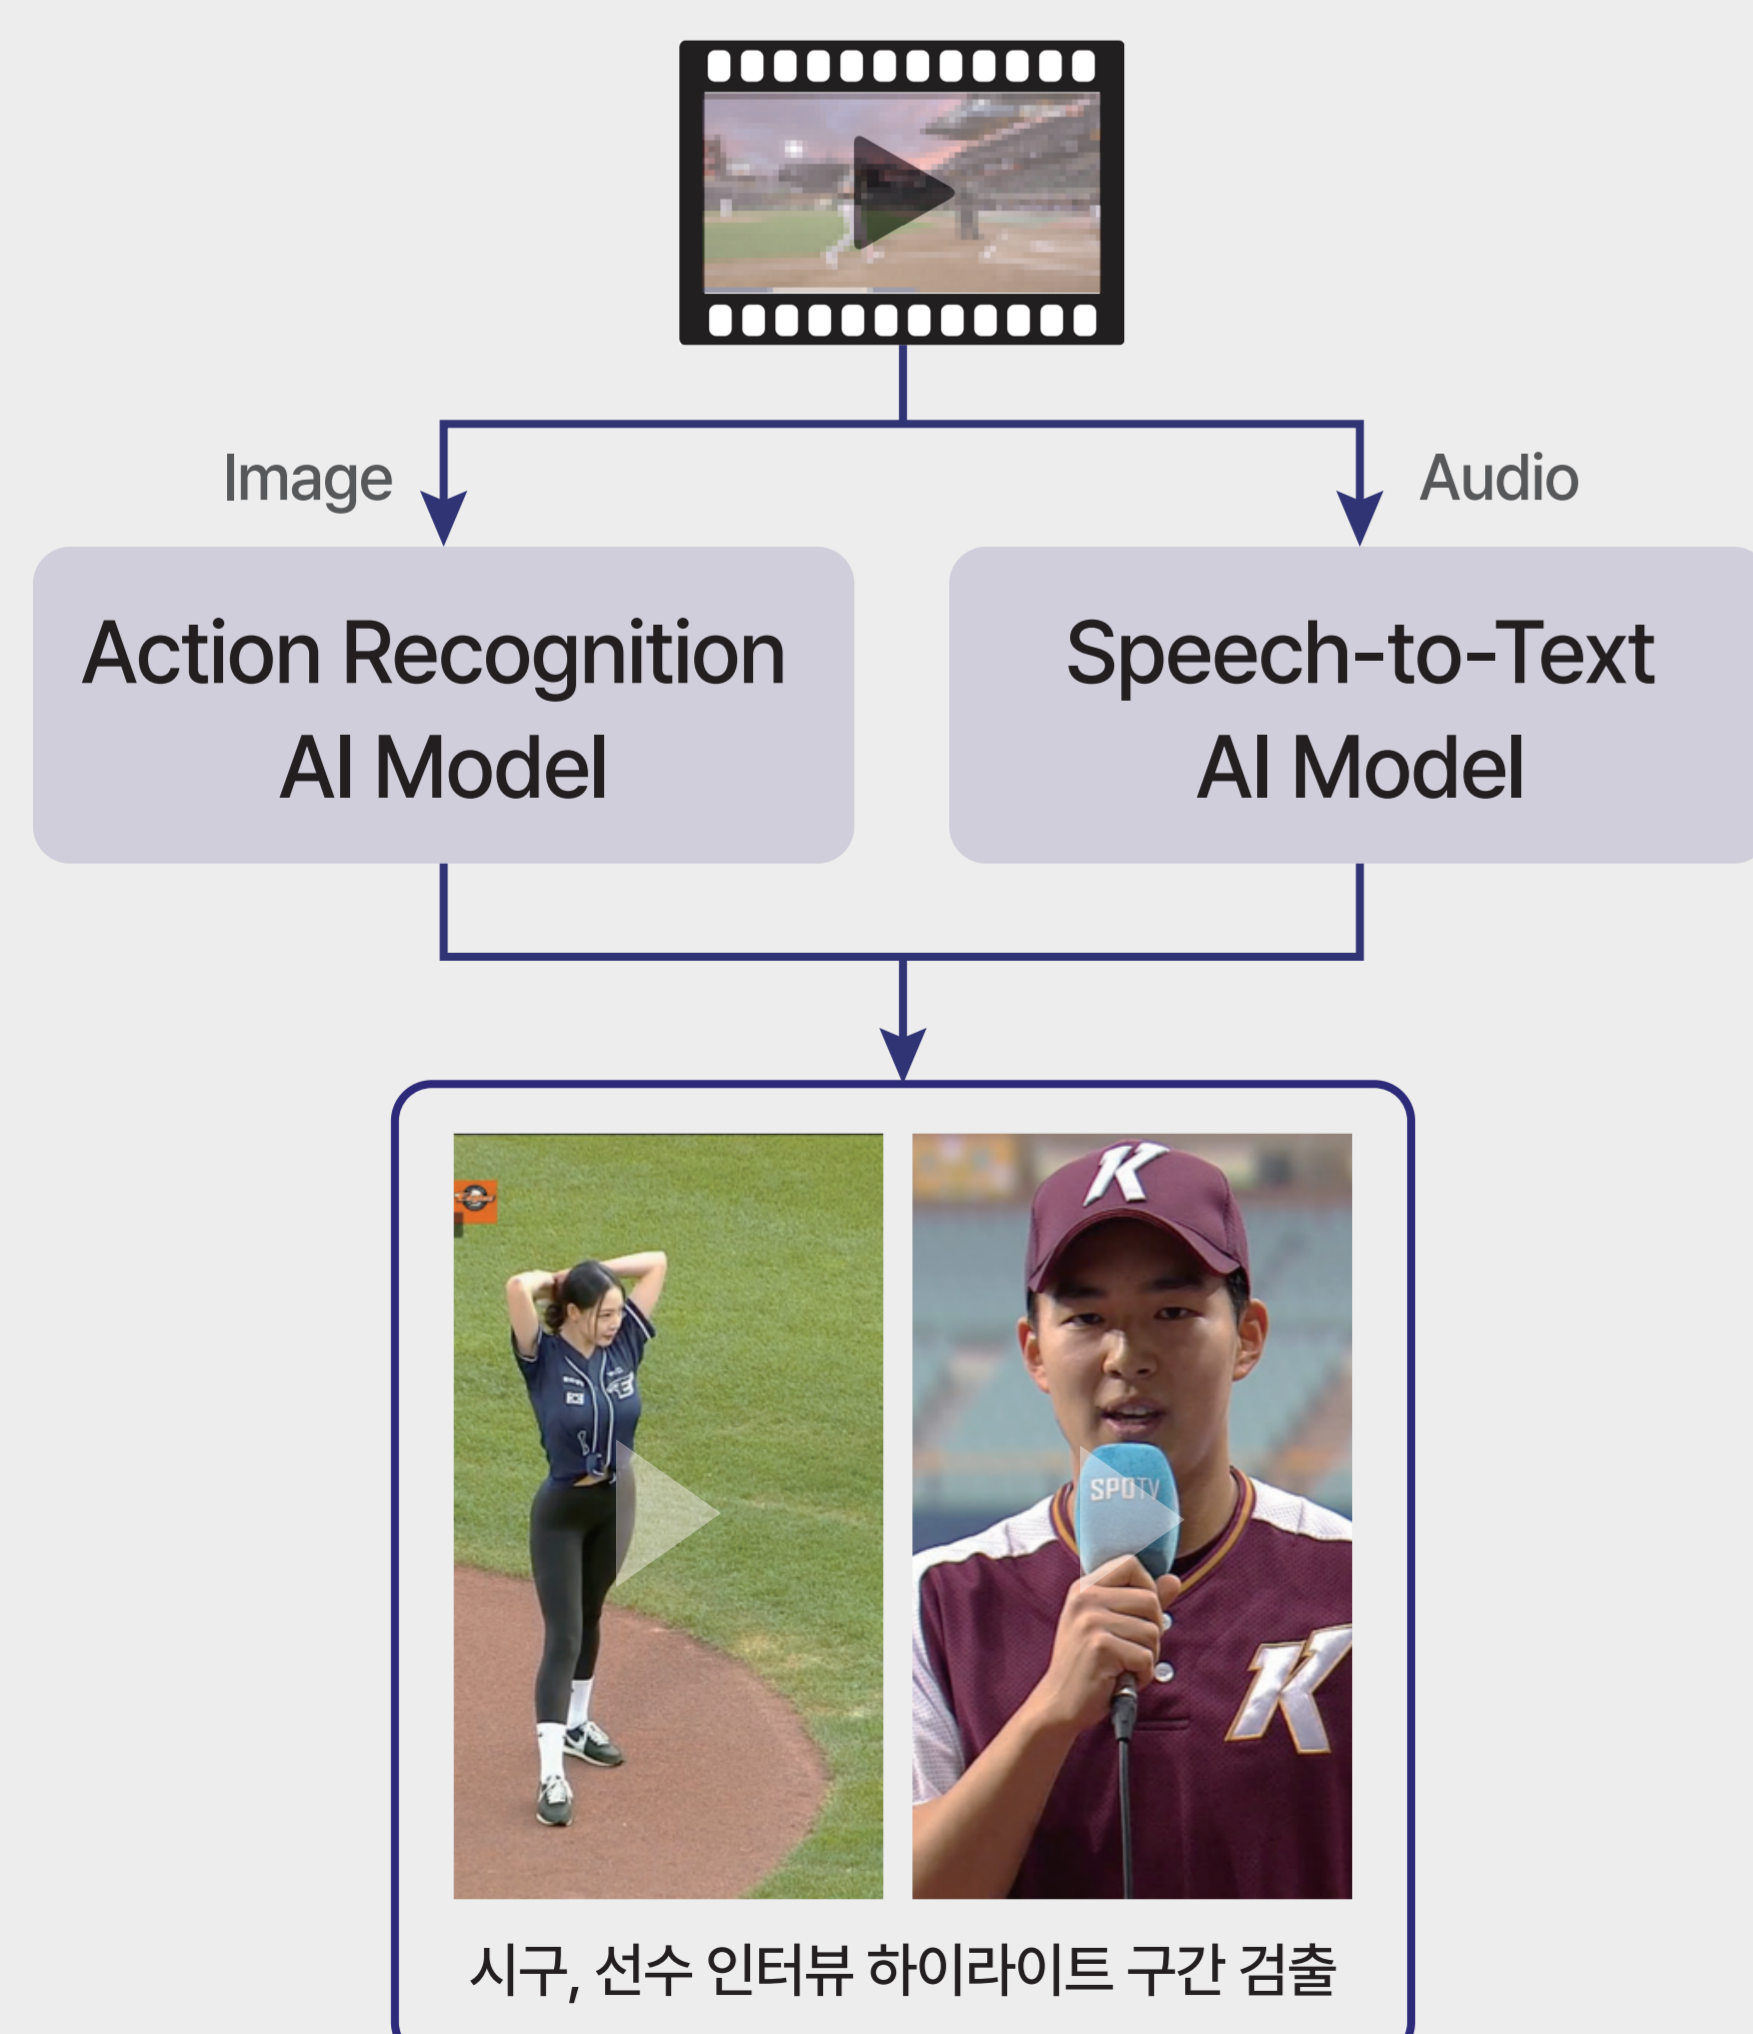 Image
Audio
Action Recognition
AI Model
Speech-to-Text
AI Model
K
SPOTV
K
시구, 선수 인터뷰 하이라이트 구간 검출